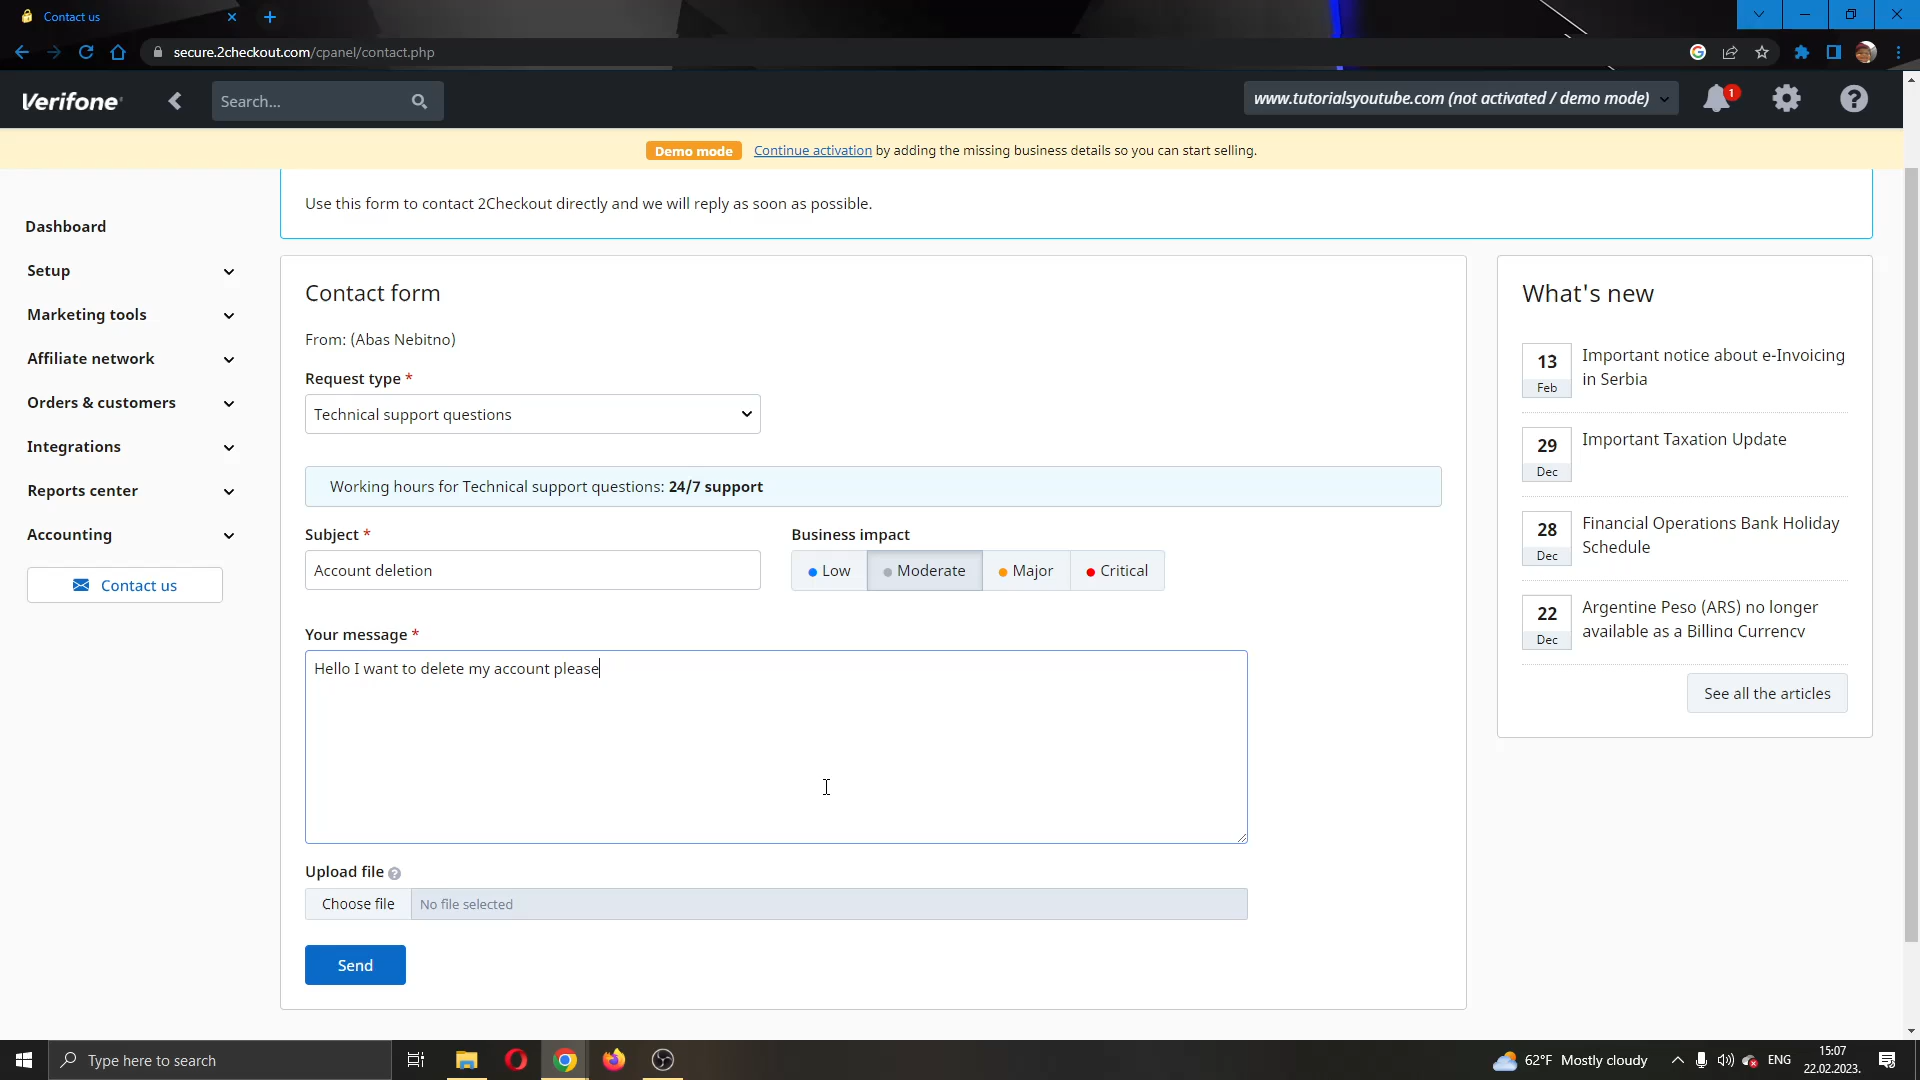 Contact us
secure.2checkout.com/cpanel/contact.php
Verifone
Search...
www.tutorialsyoutube.com (not activated / demo mode)
1
Demo mode Continue activation by adding the missing business details so you can start selling.
Use this form to contact 2Checkout directly and we will reply as soon as possible.
Dashboard
Setup
Marketing tools
Affiliate network
Orders & customers
Integrations
Reports center
Accounting
Contact us
Contact form
From: (Abas Nebitno)
Request type *
Technical support questions
Working hours for Technical support questions: 24/7 support
Subject *
Account deletion
Business impact
Low
Moderate
Major
Critical
Your message *
Hello I want to delete my account please
Upload file ?
Choose file
No file selected
Send
What's new
13
Feb
Important notice about e-Invoicing
in Serbia
29
Dec
Important Taxation Update
28
Dec
Financial Operations Bank Holiday
Schedule
22
Dec
Argentine Peso (ARS) no longer
available as a Billing Currency
See all the articles
Type here to search
62°F Mostly cloudy
ENG
15:07
22.02.2023.